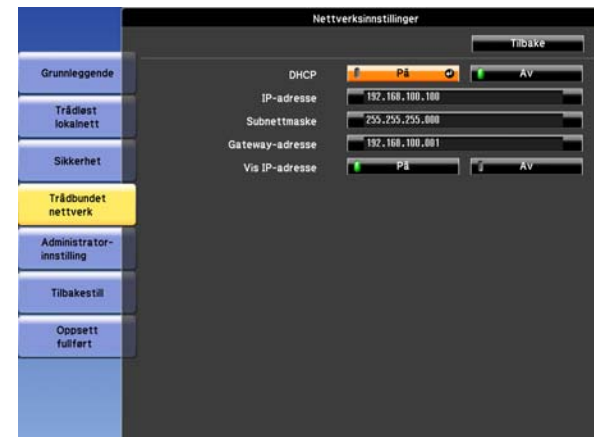 Nettverksinnstillinger
Tilbake
Grunnleggende
Trådløst
lokalnett
Sikkerhet
Trådbundet
nettverk
Administrator-
innstilling
Tilbakestill
Oppsett
fullført
DHCP På Av
IP-adresse 192.168.100.100
Subnettmaske 255.255.255.000
Gateway-adresse 192.168.100.001
Vis IP-adresse På Av